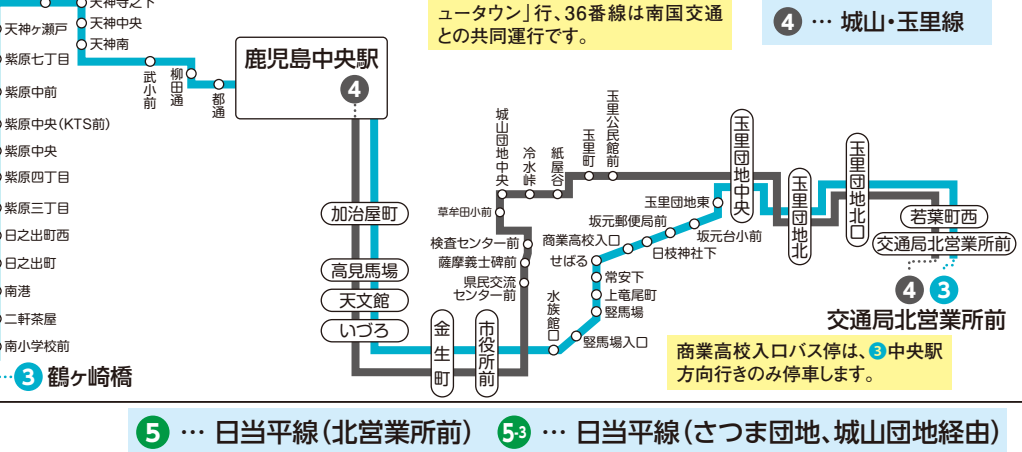 天神寺之下
天神ヶ瀬戸
天神中央
天神南
紫原七丁目
紫原中前
紫原中央(KTS前)
紫原中央
紫原四丁目
紫原三丁目
日之出町西
日之出町
南港
二軒茶屋
南小学校前
3 鶴ヶ崎橋
武小前
柳田通
都通
鹿児島中央駅
4
ュータウン」行、36番線は南国交通
との共同運行です。
4 … 城山・玉里線
加治屋町
高見馬場
天文館
いづろ
金生町
市役所前
水族館口
竪馬場入口
竪馬場
上竜尾町
常安下
せばる
商業高校入口
日枝神社下
坂元郵便局前
坂元台小前
玉里団地東
県民交流
センター前
薩摩義士碑前
検査センター前
草牟田小前
城山団地中央
冷水峠
紙屋谷
玉里町
玉里公民館前
玉里団地中央
玉里団地北
玉里団地北口
若葉町西
交通局北営業所前
4 3
交通局北営業所前
商業高校入口バス停は、3中央駅
方向行きのみ停車します。
5 … 日当平線(北営業所前) 5-3 … 日当平線(さつま団地、城山団地経由)